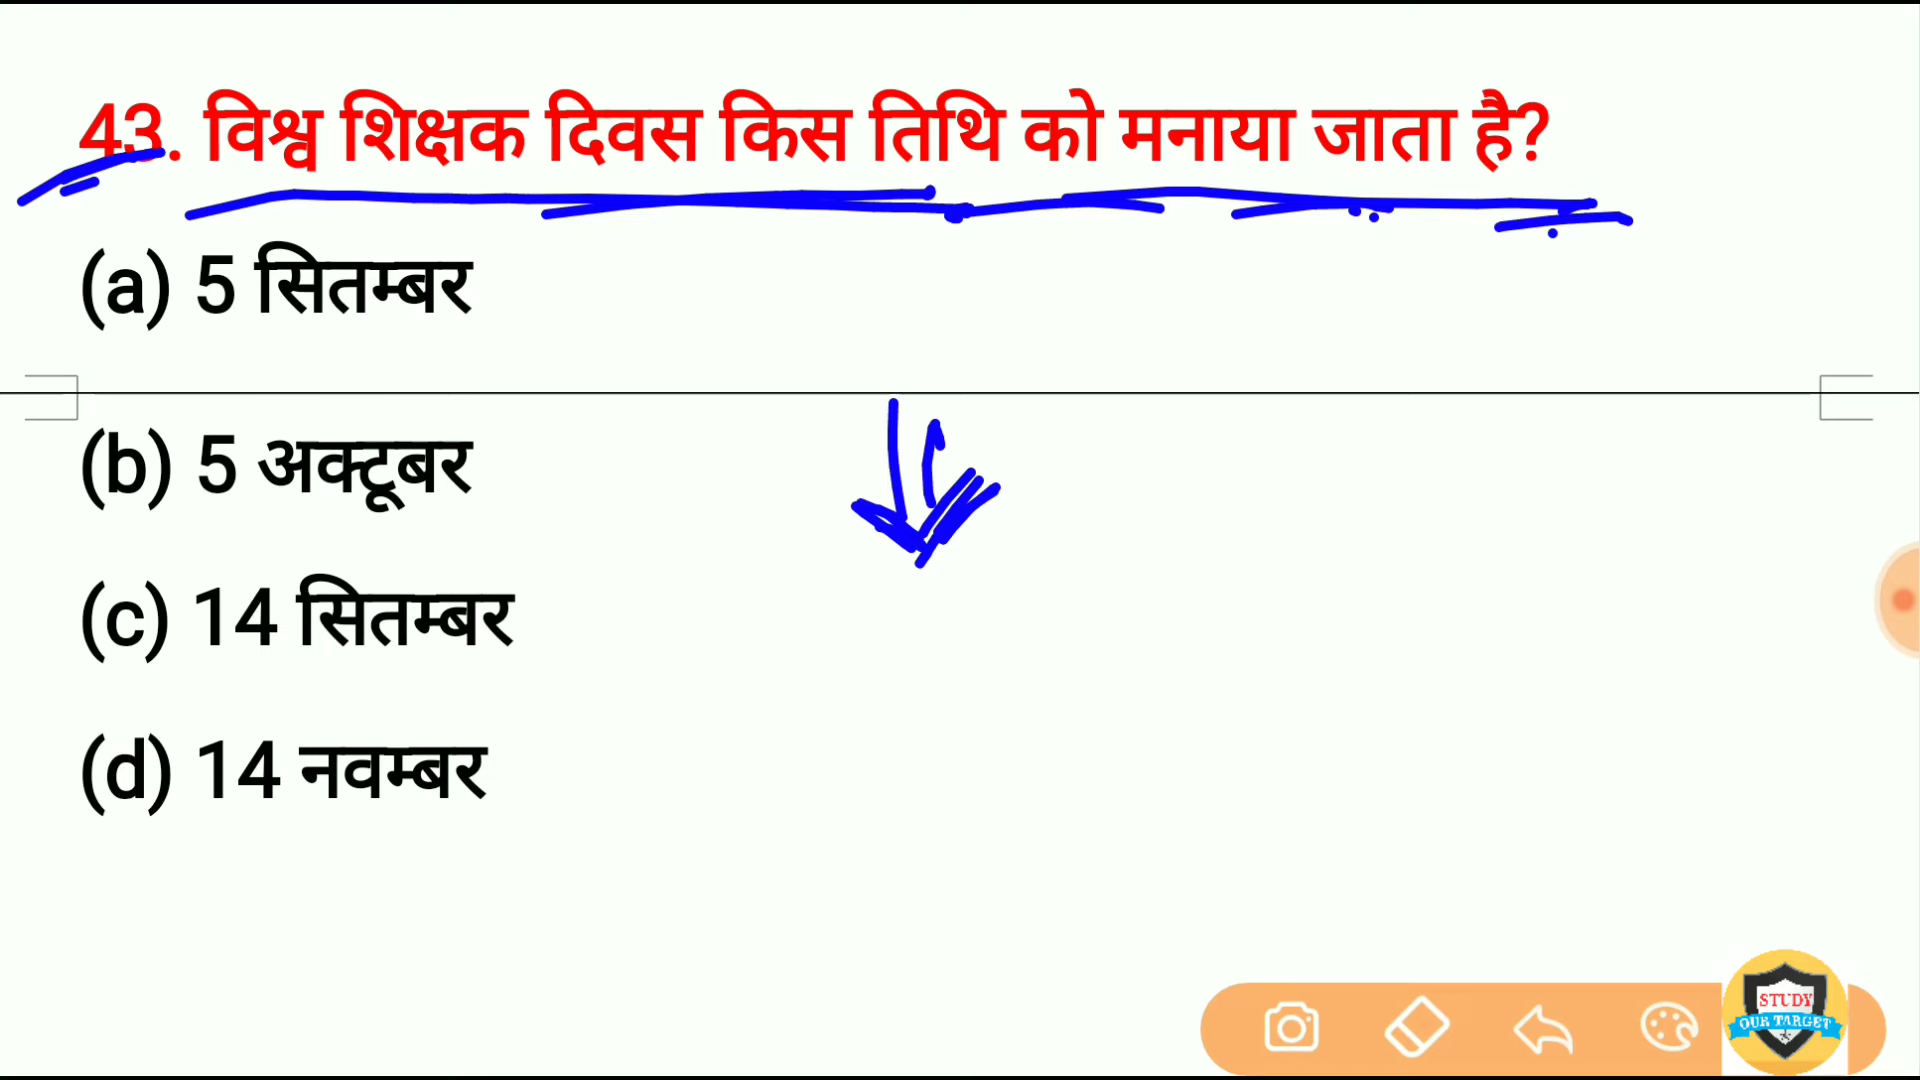 43. विश्व शिक्षक दिवस किस तिथि को मनाया जाता है?
(a) 5 सितम्बर
(b) 5 अक्टूबर
(c) 14 सितम्बर
(d) 14 नवम्बर
STUDY
OUR TARGET